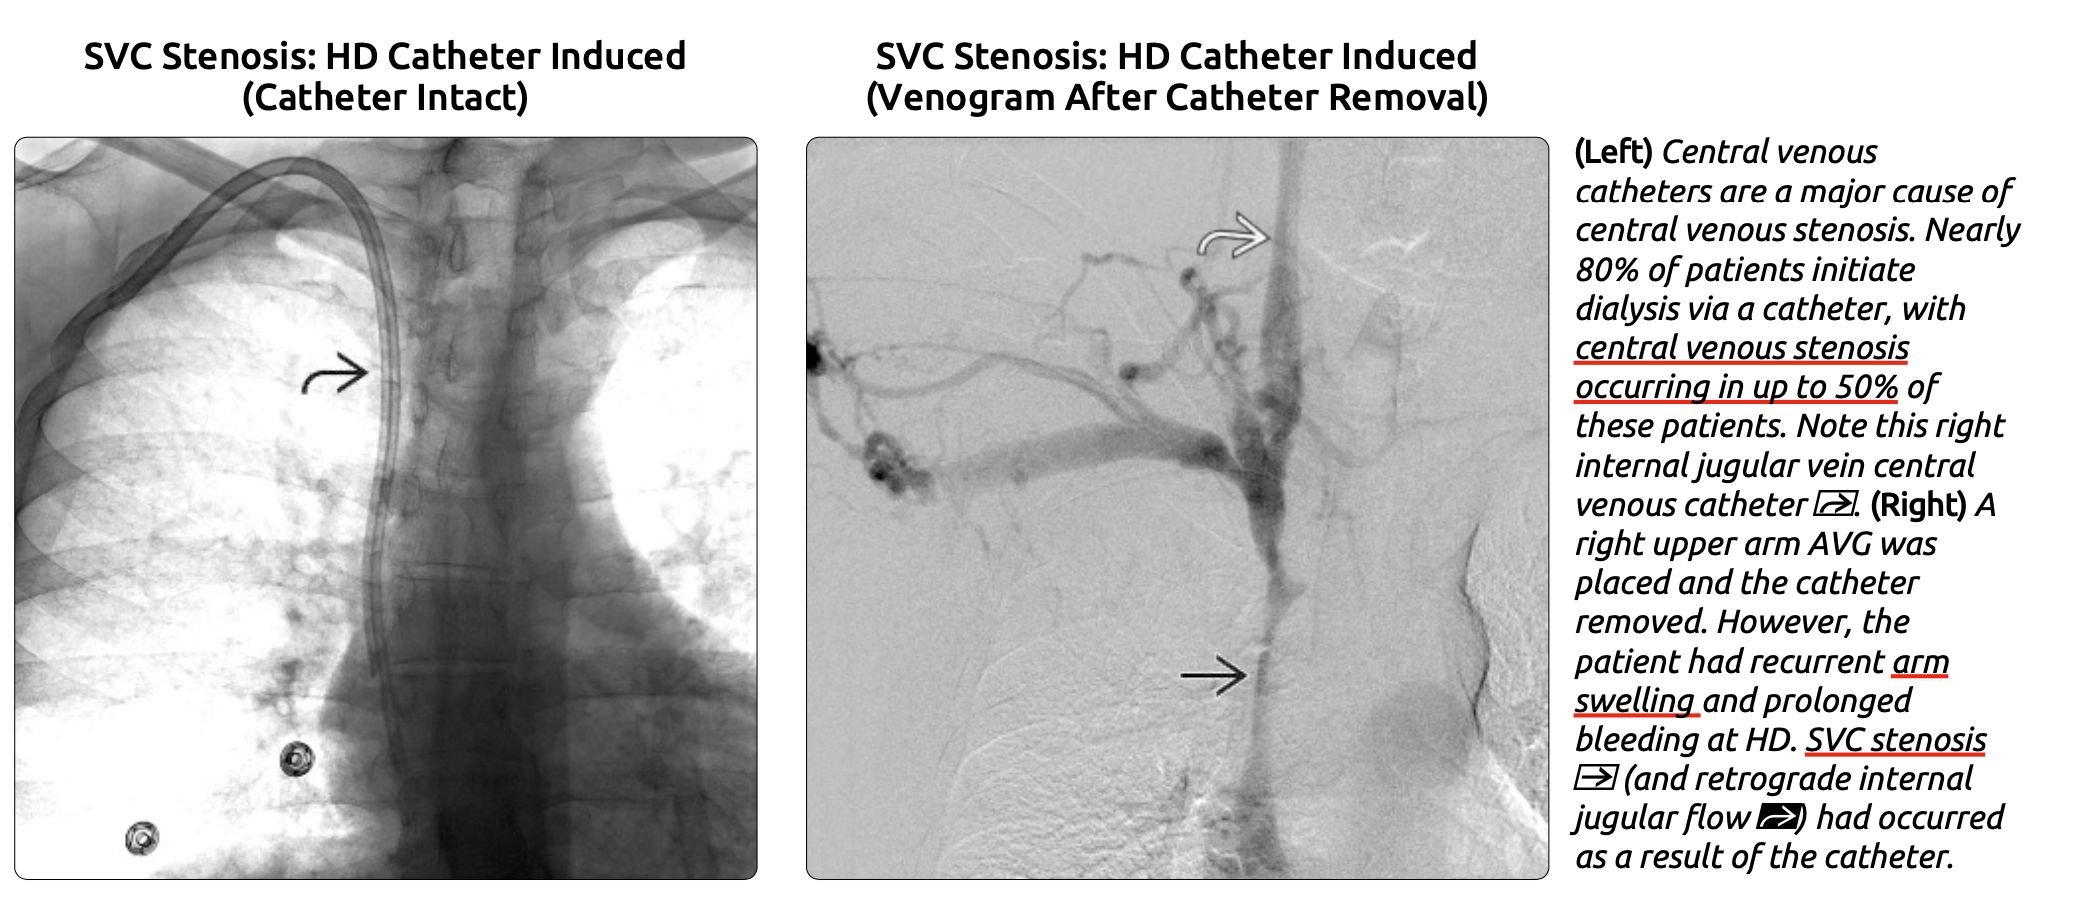 SVC Stenosis: HD Catheter Induced
(Catheter Intact)
SVC Stenosis: HD Catheter Induced
(Venogram After Catheter Removal)
(Left) Central venous
catheters are a major cause of
central venous stenosis. Nearly
80% of patients initiate
dialysis via a catheter, with
central venous stenosis
occurring in up to 50% of
these patients. Note this right
internal jugular vein central
venous catheter . (Right) A
right upper arm AVG was
placed and the catheter
removed. However, the
patient had recurrent arm
swelling and prolonged
bleeding at HD. SVC stenosis
(and retrograde internal
jugular flow ) had occurred
as a result of the catheter.